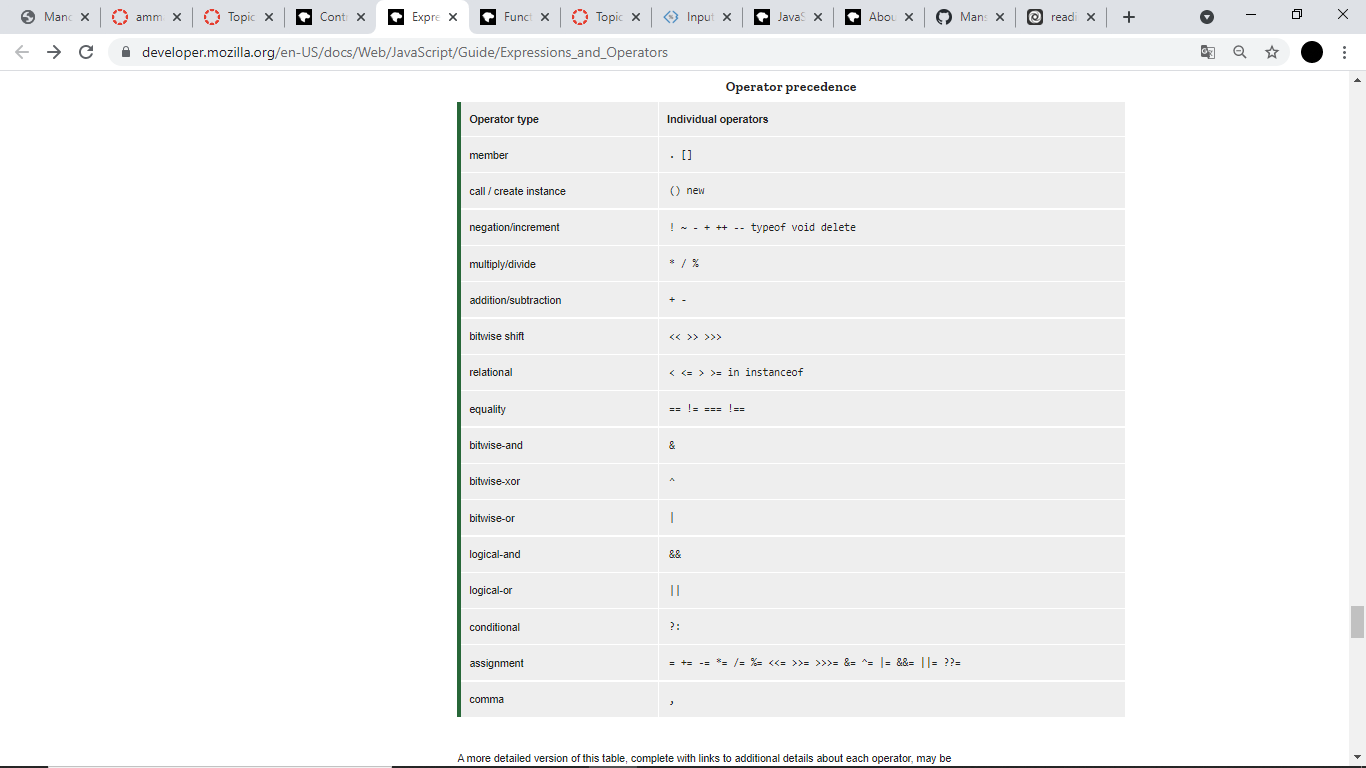 Mano
amm
Topic
Contr
Expre
Funct
Topic
Input
JavaS
Abou
Mans
readi
developer.mozilla.org/en-US/docs/Web/JavaScript/Guide/Expressions_and_Operators
Operator precedence
Operator type Individual operators
member . []
call / create instance () new
negation/increment ! ~ - + ++ -- typeof void delete
multiply/divide * / %
addition/subtraction + -
bitwise shift << >> >>>
relational < <= > >= in instanceof
equality == != === !==
bitwise-and &
bitwise-xor ^
bitwise-or |
logical-and &&
logical-or ||
conditional ?:
assignment = += -= *= /= %= <<= >>= >>>= &= ^= |= &&= ||= ??=
comma ,
A more detailed version of this table, complete with links to additional details about each operator, may be